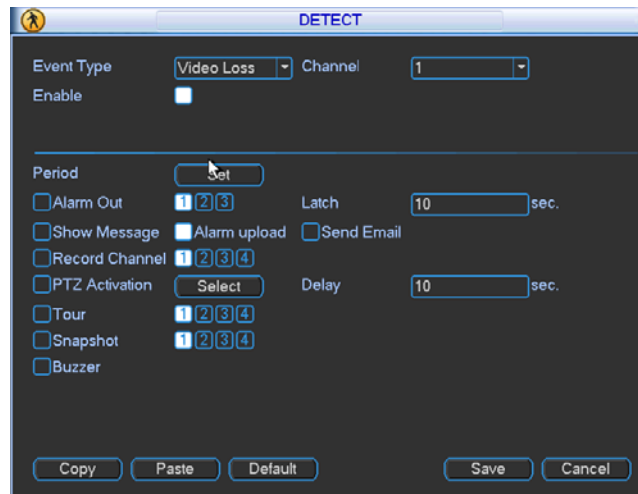 DETECT
Event Type Video Loss Channel 1
Enable
Period Set
Alarm Out 1 2 3 Latch 10 sec.
Show Message Alarm upload Send Email
Record Channel 1 2 3 4
PTZ Activation Select Delay 10 sec.
Tour 1 2 3 4
Snapshot 1 2 3 4
Buzzer
Copy Paste Default Save Cancel